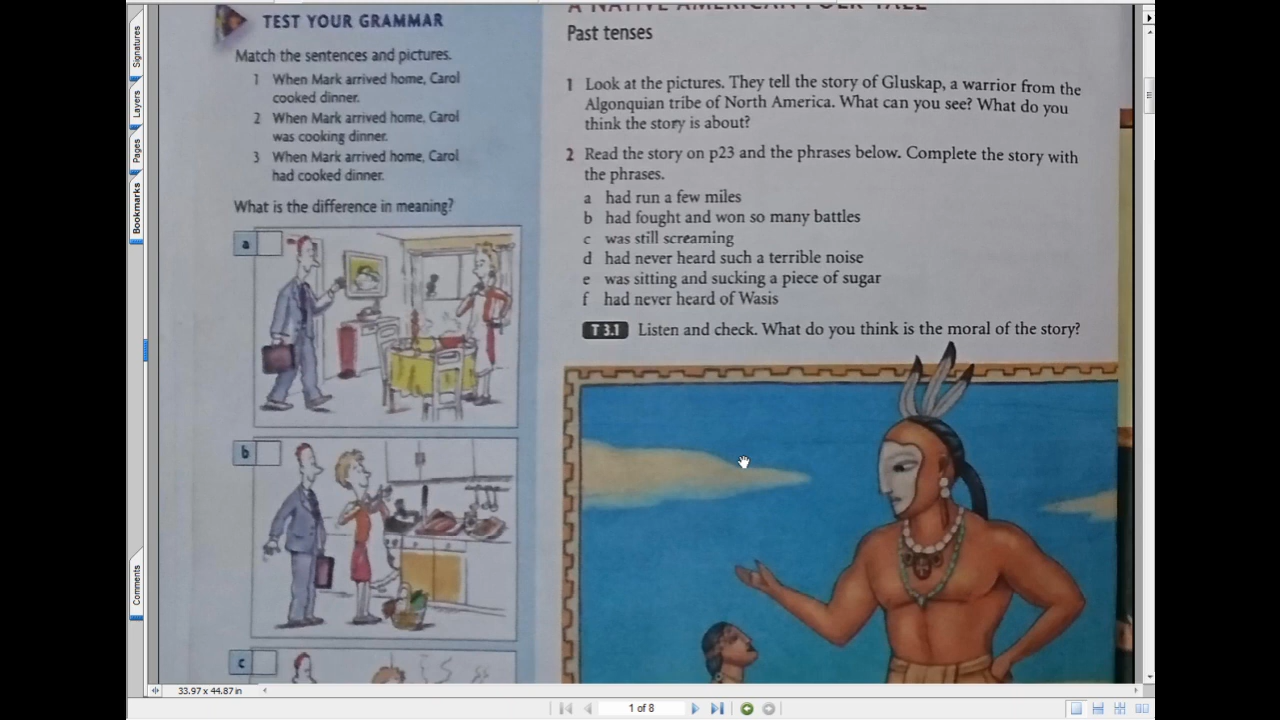 TEST YOUR GRAMMAR
Match the sentences and pictures.
1 When Mark arrived home, Carol
cooked dinner.
2 When Mark arrived home, Carol
was cooking dinner.
3 When Mark arrived home, Carol
had cooked dinner.
What is the difference in meaning?
a
b
c
A NATIVE AMERICAN FOLK TALE
Past tenses
1 Look at the pictures. They tell the story of Gluskap, a warrior from the
Algonquian tribe of North America. What can you see? What do you
think the story is about?
2 Read the story on p23 and the phrases below. Complete the story with
the phrases.
a had run a few miles
b had fought and won so many battles
c was still screaming
d had never heard such a terrible noise
e was sitting and sucking a piece of sugar
f had never heard of Wasis
T 3.1 Listen and check. What do you think is the moral of the story?
Signatures
Layers
Pages
Bookmarks
Comments
33.97 x 44.87 in
1 of 8